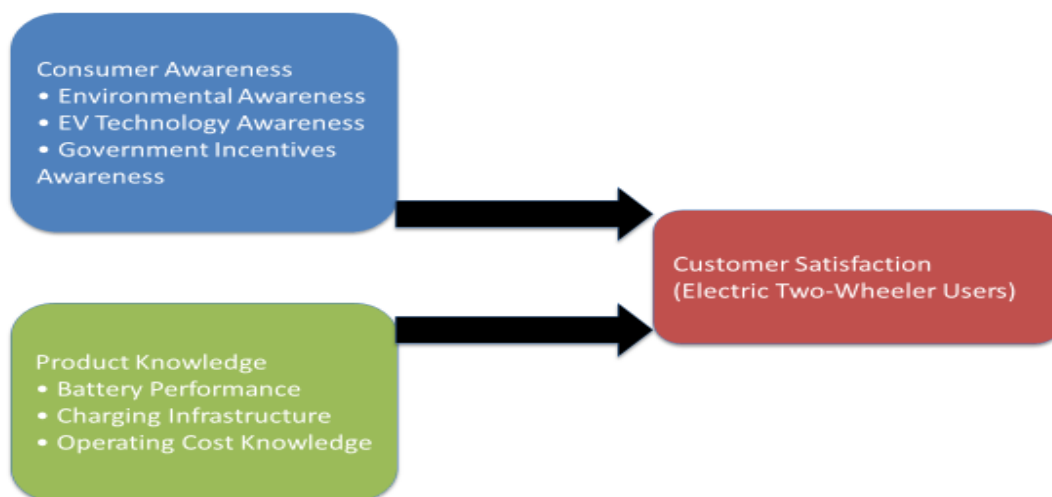 Consumer Awareness
• Environmental Awareness
• EV Technology Awareness
• Government Incentives
Awareness
Customer Satisfaction
(Electric Two-Wheeler Users)
Product Knowledge
• Battery Performance
• Charging Infrastructure
• Operating Cost Knowledge